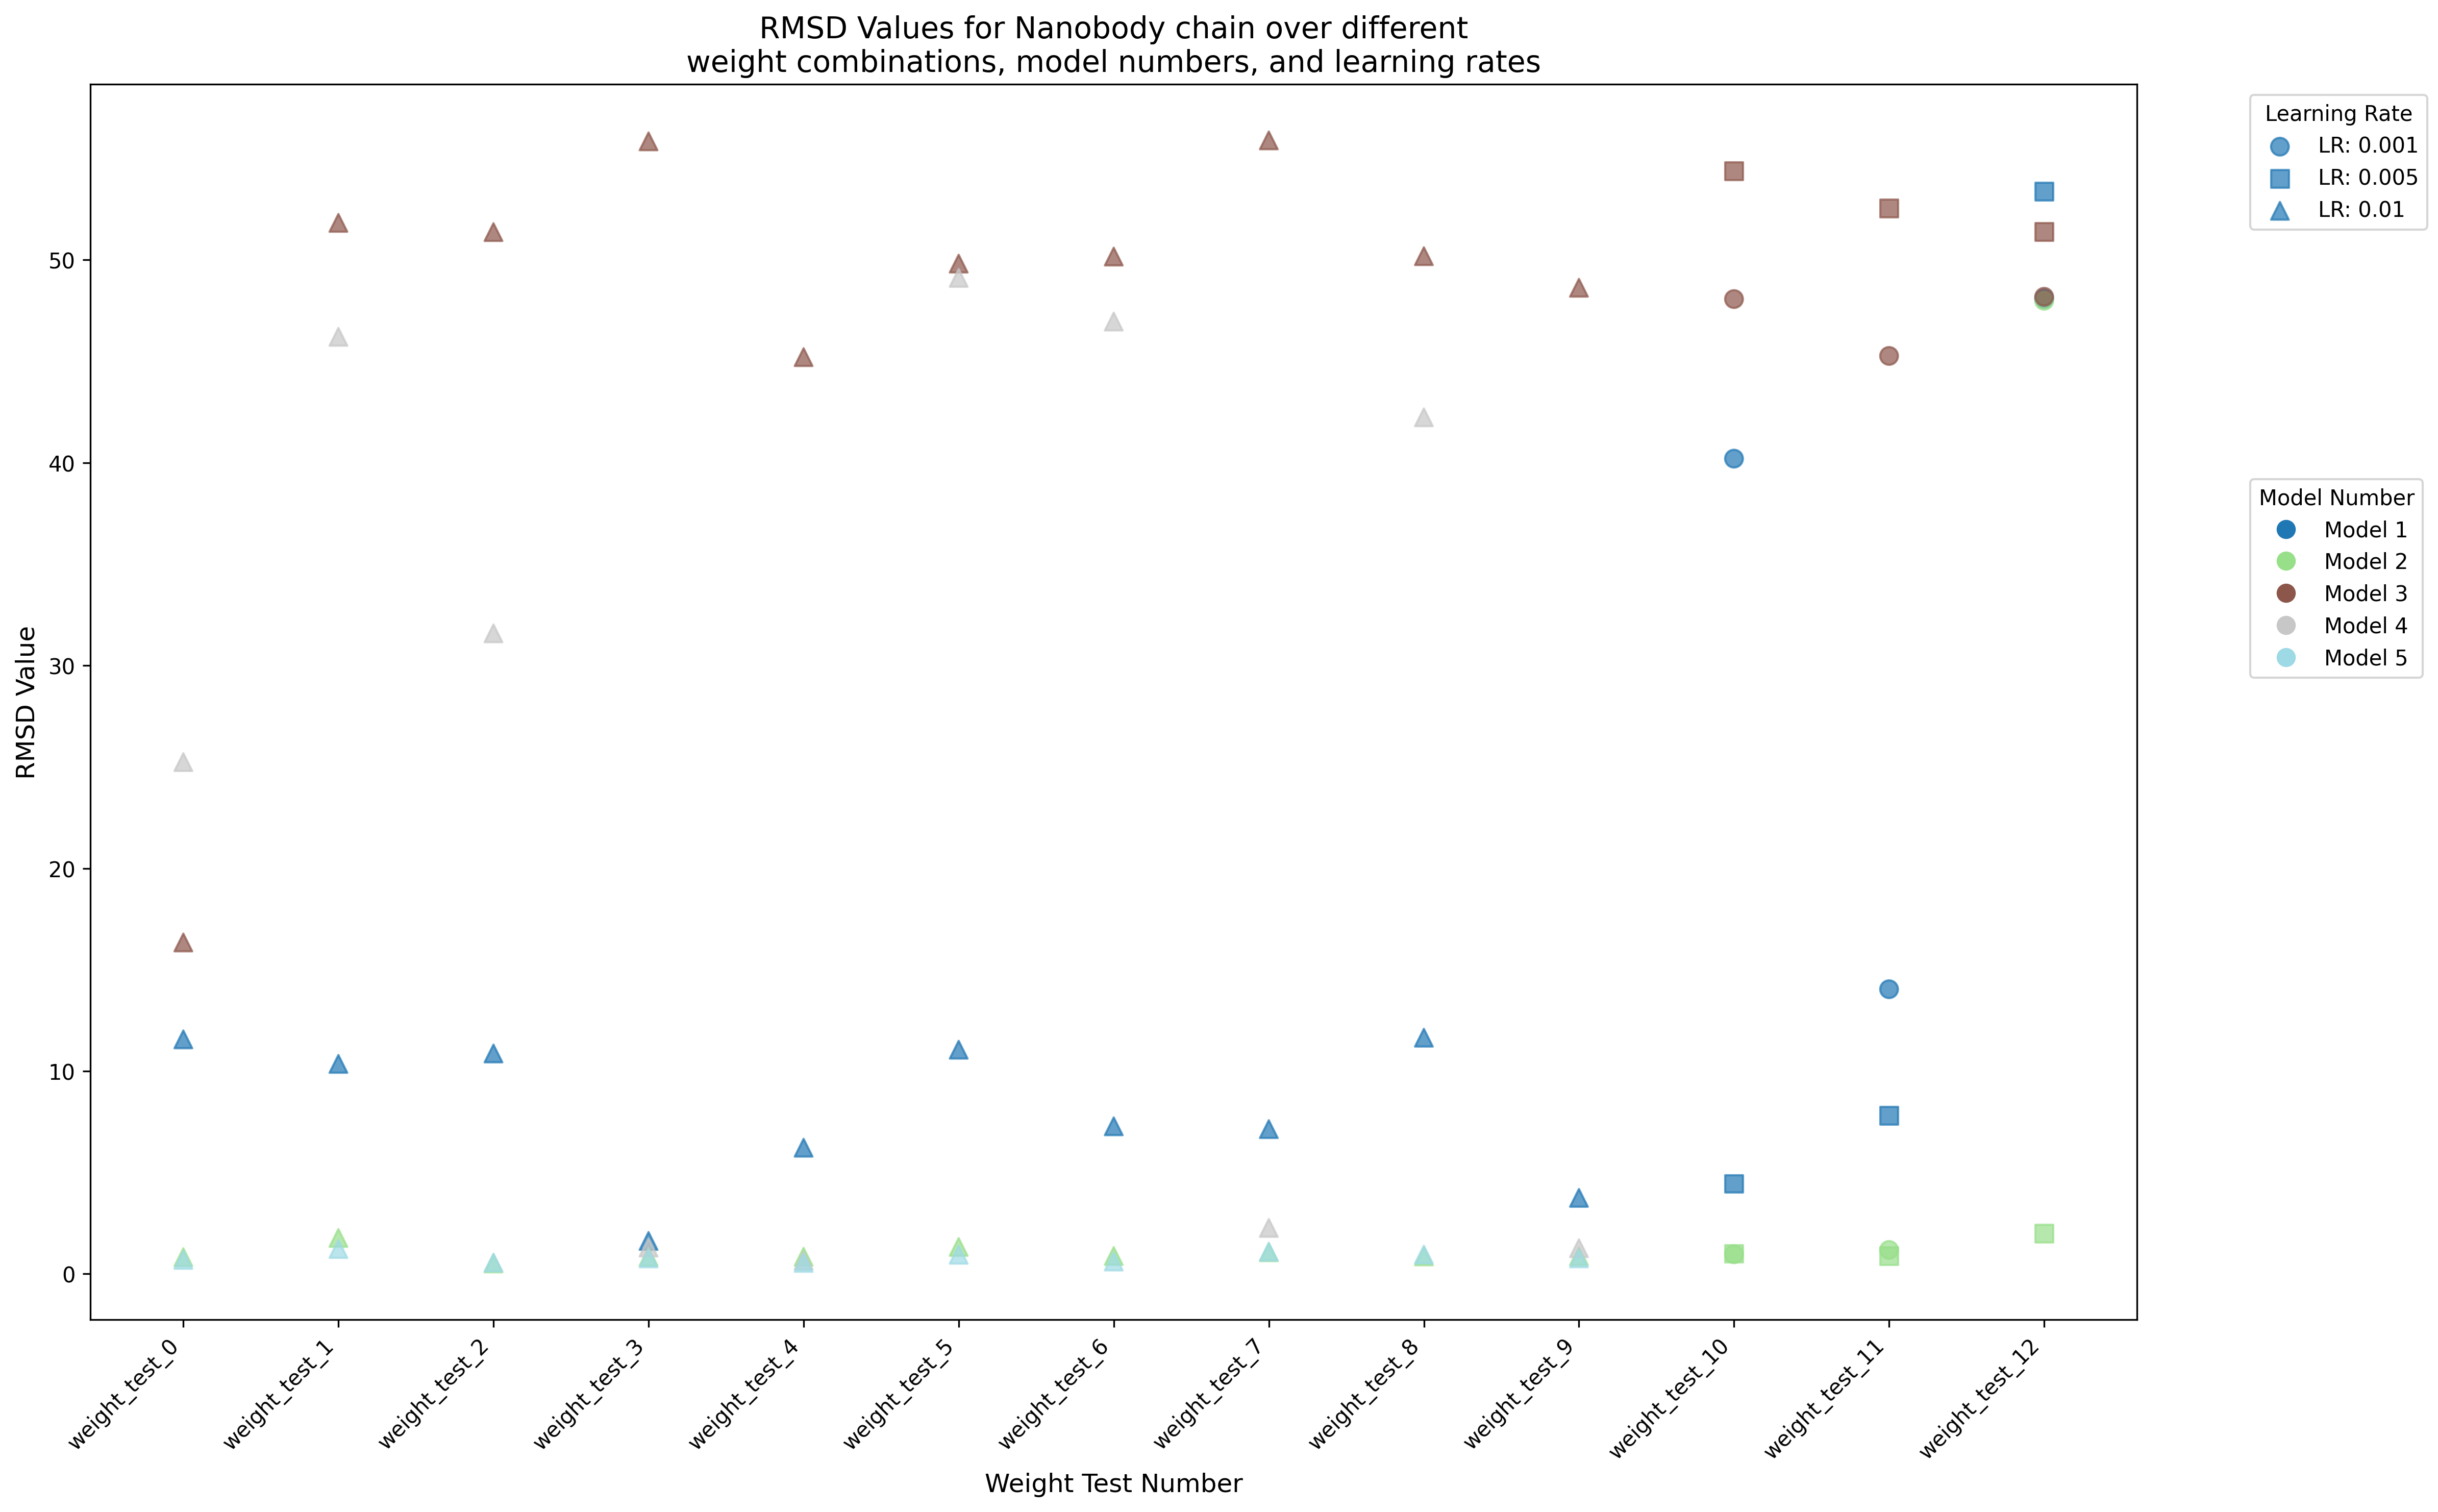 RMSD Values for Nanobody chain over different
weight combinations, model numbers, and learning rates
RMSD Value
50
40
30
20
10
0
weight_test_0
weight_test_1
weight_test_2
weight_test_3
weight_test_4
weight_test_5
weight_test_6
weight_test_7
weight_test_8
weight_test_9
weight_test_10
weight_test_11
weight_test_12
Weight Test Number
Learning Rate
LR: 0.001
LR: 0.005
LR: 0.01
Model Number
Model 1
Model 2
Model 3
Model 4
Model 5